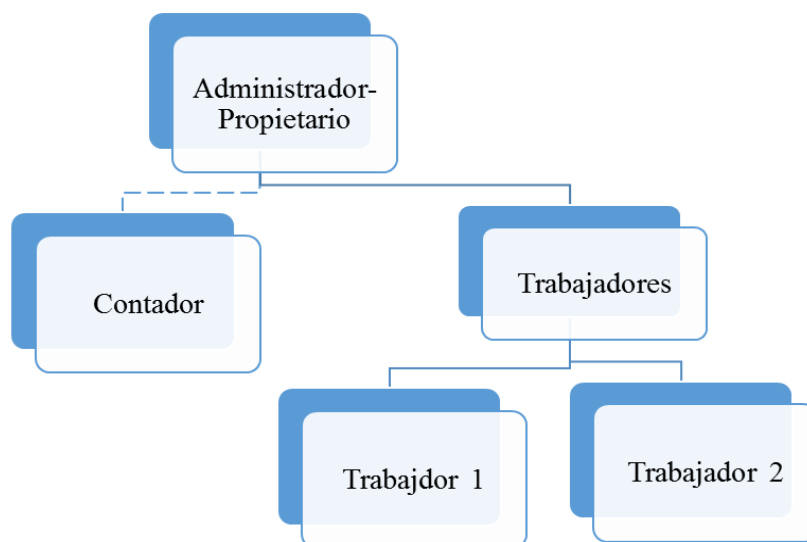 Administrador-
Propietario
Contador
Trabajadores
Trabajdor 1
Trabajador 2